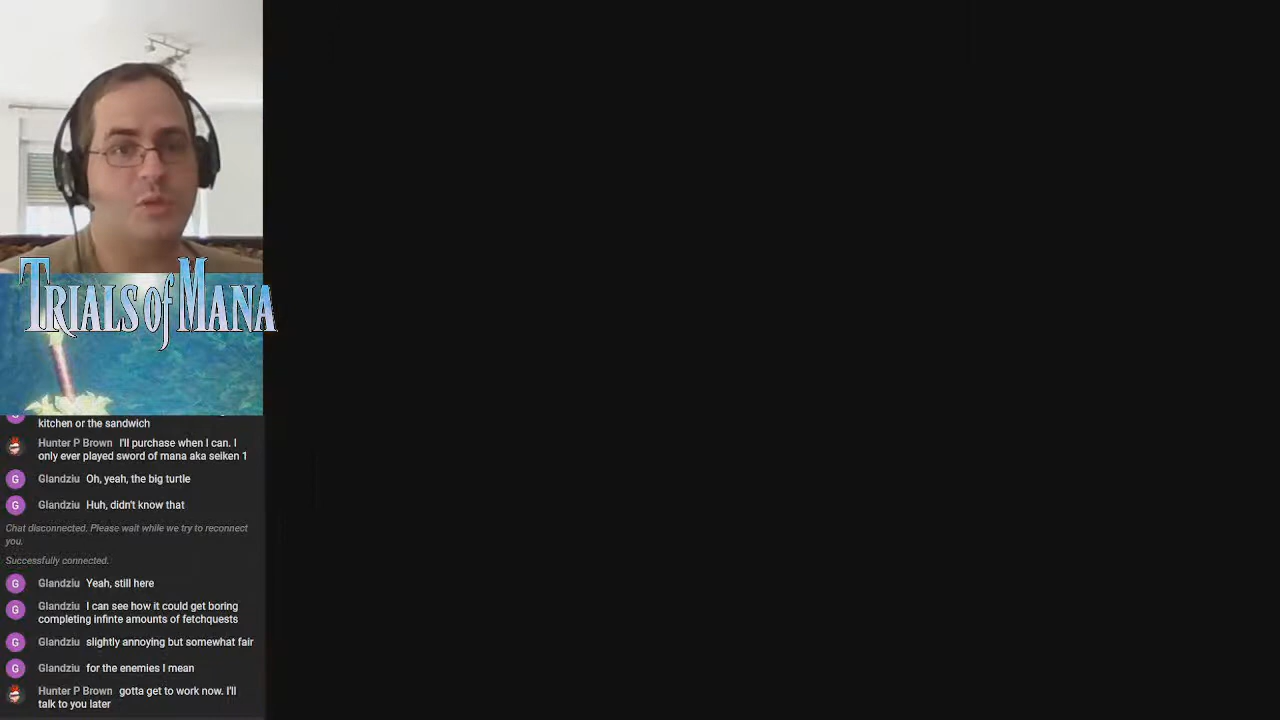 TRIALS of MANA
kitchen or the sandwich
Hunter P Brown I'll purchase when I can. I
only ever played sword of mana aka seiken 1
G Glandziu Oh, yeah, the big turtle
G Glandziu Huh, didn't know that
Chat disconnected. Please wait while we try to reconnect
you.
Successfully connected.
G Glandziu Yeah, still here
G Glandziu I can see how it could get boring
completing infinte amounts of fetchquests
G Glandziu slightly annoying but somewhat fair
G Glandziu for the enemies I mean
Hunter P Brown gotta get to work now. I'll
talk to you later